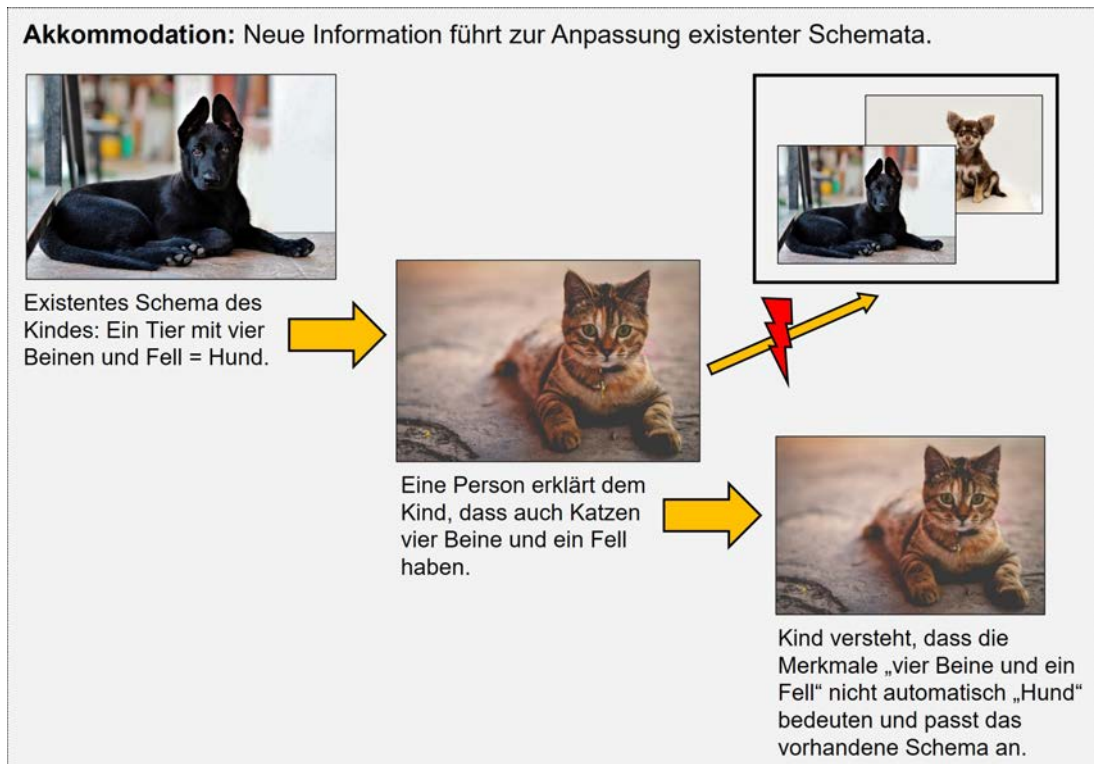 Akkommodation: Neue Information führt zur Anpassung existenter Schemata.
Existentes Schema des
Kindes: Ein Tier mit vier
Beinen und Fell = Hund.
Eine Person erklärt dem
Kind, dass auch Katzen
vier Beine und ein Fell
haben.
Kind versteht, dass die
Merkmale „vier Beine und ein
Fell“ nicht automatisch „Hund“
bedeuten und passt das
vorhandene Schema an.